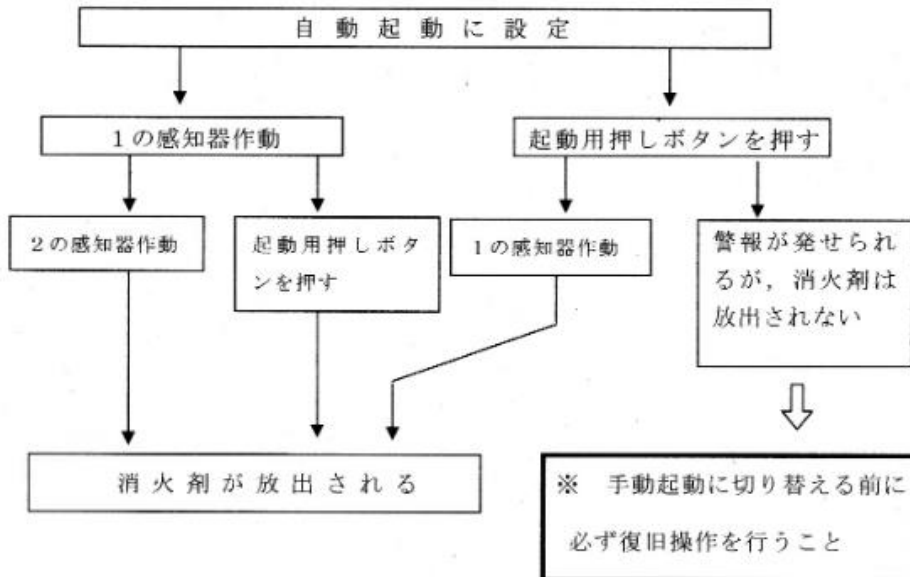 自動起動に設定
1の感知器作動
起動用押しボタンを押す
2の感知器作動
起動用押しボタ
ンを押す
1の感知器作動
警報が発せられ
るが，消火剤は
放出されない
消火剤が放出される
※　手動起動に切り替える前に
必ず復旧操作を行うこと